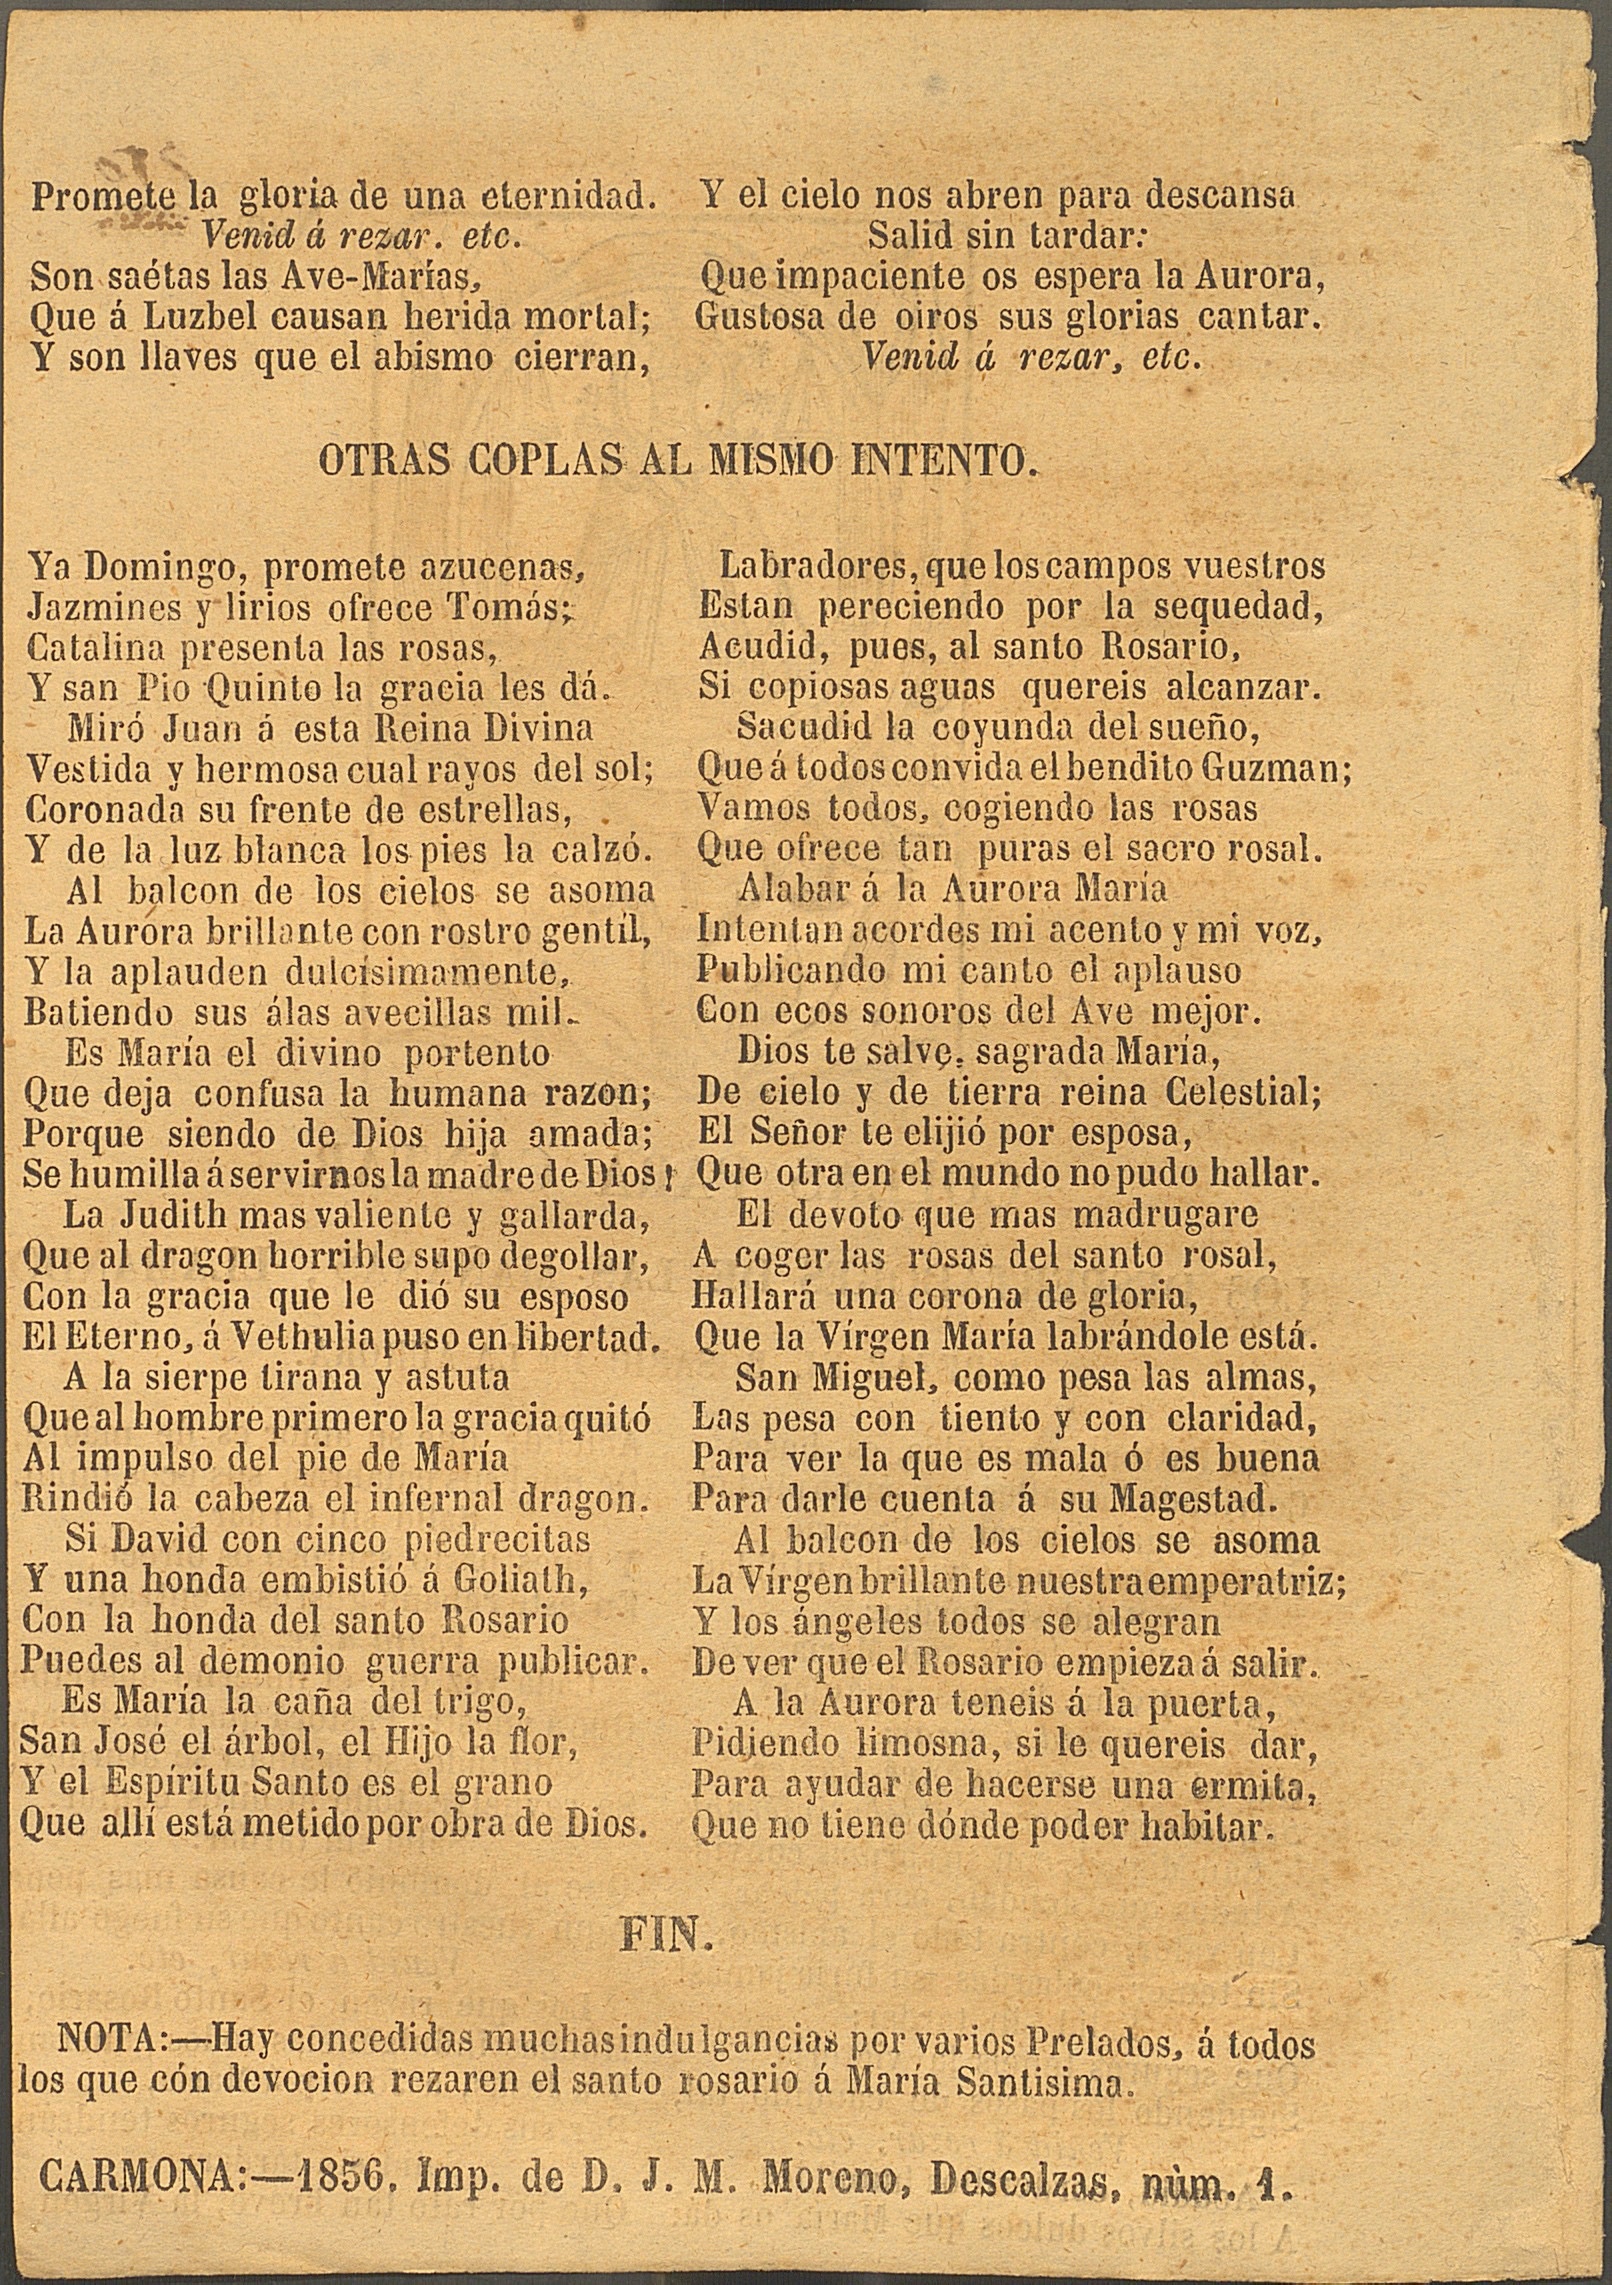 Promete la gloria de una eternidad.
Venid á rezar. etc.
Son saétas las Ave-Marías,
Que á Luzbel causan herida mortal;
Y son llaves que el abismo cierran,
Y el cielo nos abren para descansa
Salid sin tardar:
Que impaciente os espera la Aurora,
Gustosa de oiros sus glorias cantar.
Venid á rezar, etc.
OTRAS COPLAS AL MISMO INTENTO.
Ya Domingo, promete azucenas,
Jazmines y lirios ofrece Tomás;
Catalina presenta las rosas,
Y san Pio Quinto la gracia les dá.
Miró Juan á esta Reina Divina
Vestida y hermosa cual rayos del sol;
Coronada su frente de estrellas,
Y de la luz blanca los pies la calzó.
Al balcon de los cielos se asoma
La Aurora brillante con rostro gentil,
Y la aplauden dulcísimamente,
Batiendo sus álas avecillas mil.
Es María el divino portento
Que deja confusa la humana razon;
Porque siendo de Dios hija amada;
Se humilla á servirnos la madre de Dios!
La Judith mas valiente y gallarda,
Que al dragon horrible supo degollar,
Con la gracia que le dió su esposo
El Eterno, á Vethulia puso en libertad.
A la sierpe tirana y astuta
Que al hombre primero la gracia quitó
Al impulso del pie de María
Rindió la cabeza el infernal dragon.
Si David con cinco piedrecitas
Y una honda embistió á Goliath,
Con la honda del santo Rosario
Puedes al demonio guerra publicar.
Es María la caña del trigo,
San José el árbol, el Hijo la flor,
Y el Espíritu Santo es el grano
Que allí está metido por obra de Dios.
Labradores, que los campos vuestros
Estan pereciendo por la sequedad,
Acudid, pues, al santo Rosario,
Si copiosas aguas quereis alcanzar.
Sacudid la coyunda del sueño,
Que á todos convida el bendito Guzman;
Vamos todos, cogiendo las rosas
Que ofrece tan puras el sacro rosal.
Alabar á la Aurora María
Intentan acordes mi acento y mi voz,
Publicando mi canto el aplauso
Con ecos sonoros del Ave mejor.
Dios te salve, sagrada María,
De cielo y de tierra reina Celestial;
El Señor te elijió por esposa,
Que otra en el mundo no pudo hallar.
El devoto que mas madrugare
A coger las rosas del santo rosal,
Hallará una corona de gloria,
Que la Vírgen María labrándole está.
San Miguel, como pesa las almas,
Las pesa con tiento y con claridad,
Para ver la que es mala ó es buena
Para darle cuenta á su Magestad.
Al balcon de los cielos se asoma
La Vírgen brillante nuestra emperatriz;
Y los ángeles todos se alegran
De ver que el Rosario empieza á salir.
A la Aurora teneis á la puerta,
Pidiendo limosna, si le quereis dar,
Para ayudar de hacerse una ermita,
Que no tiene dónde poder habitar.
FIN.
NOTA:—Hay concedidas muchas indulgancias por varios Prelados, á todos
los que cón devocion rezaren el santo rosario á María Santisima.
CARMONA:—1856. Imp. de D. J. M. Moreno, Descalzas, nùm. 1.